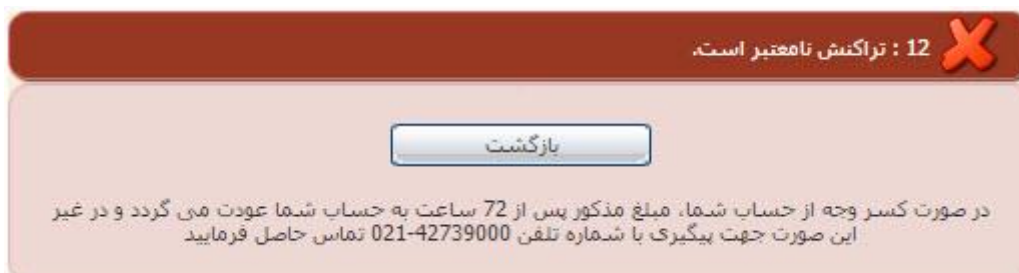 12 : تراکنش نامعتبر است.
بازگشت
در صورت کسر وجه از حساب شما، مبلغ مذکور پس از 72 ساعت به حساب شما عودت می گردد و در غیر
این صورت جهت پیگیری با شماره تلفن 42739000-021 تماس حاصل فرمایید